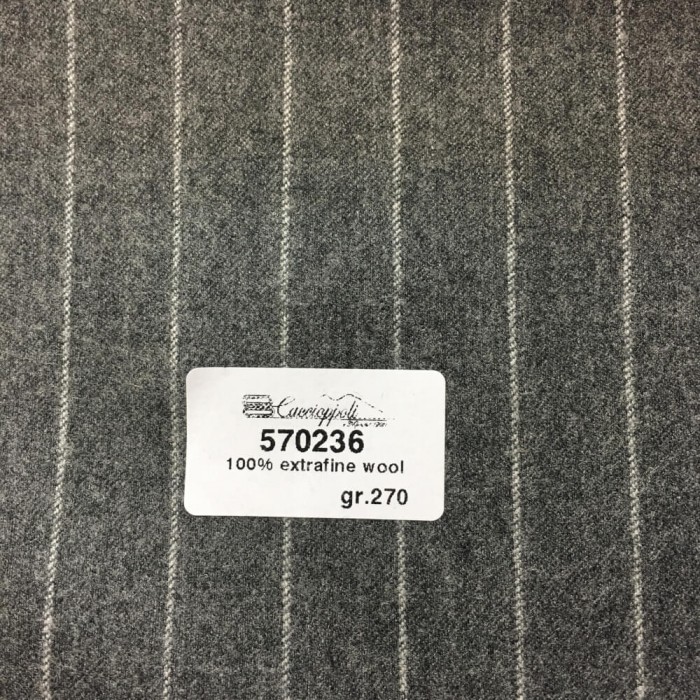 Caccioppoli
570236
100% extrafine wool
gr.270